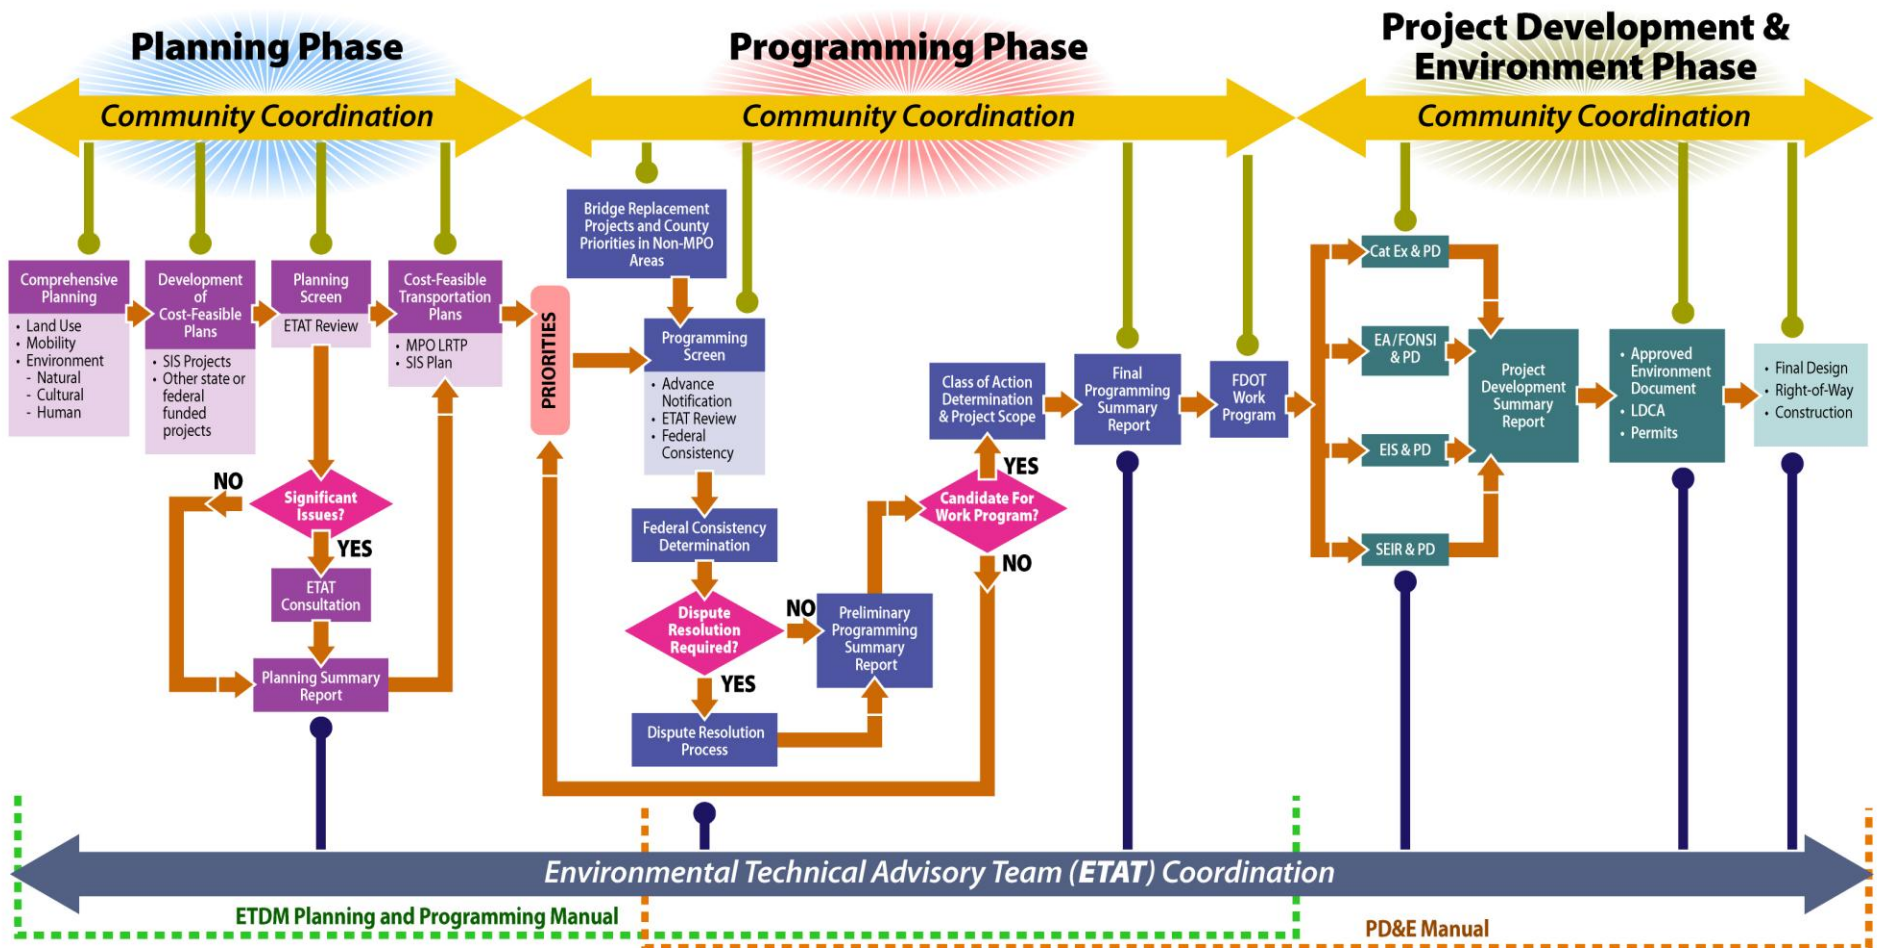 Planning Phase
Programming Phase
Project Development &
Environment Phase
Community Coordination
Community Coordination
Community Coordination
Comprehensive
Planning
• Land Use
• Mobility
• Environment
- Natural
- Cultural
- Human
Development
of
Cost-Feasible
Plans
• SIS Projects
• Other state or
federal
funded
projects
Planning
Screen
ETAT Review
Cost-Feasible
Transportation
Plans
• MPO LRTP
• SIS Plan
NO
Significant
Issues?
YES
ETAT
Consultation
Planning Summary
Report
PRIORITIES
Bridge Replacement
Projects and County
Priorities in Non-MPO
Areas
Programming
Screen
• Advance
Notification
• ETAT Review
• Federal
Consistency
Federal Consistency
Determination
Dispute
Resolution
Required?
NO
YES
Dispute Resolution
Process
Preliminary
Programming
Summary
Report
Candidate For
Work Program?
YES
NO
Class of Action
Determination
& Project Scope
Final
Programming
Summary
Report
FDOT
Work
Program
Cat Ex & PD
EA/FONSI
& PD
EIS & PD
SEIR & PD
Project
Development
Summary
Report
• Approved
Environment
Document
• LDCA
• Permits
• Final Design
• Right-of-Way
• Construction
Environmental Technical Advisory Team (ETAT) Coordination
ETDM Planning and Programming Manual
PD&E Manual